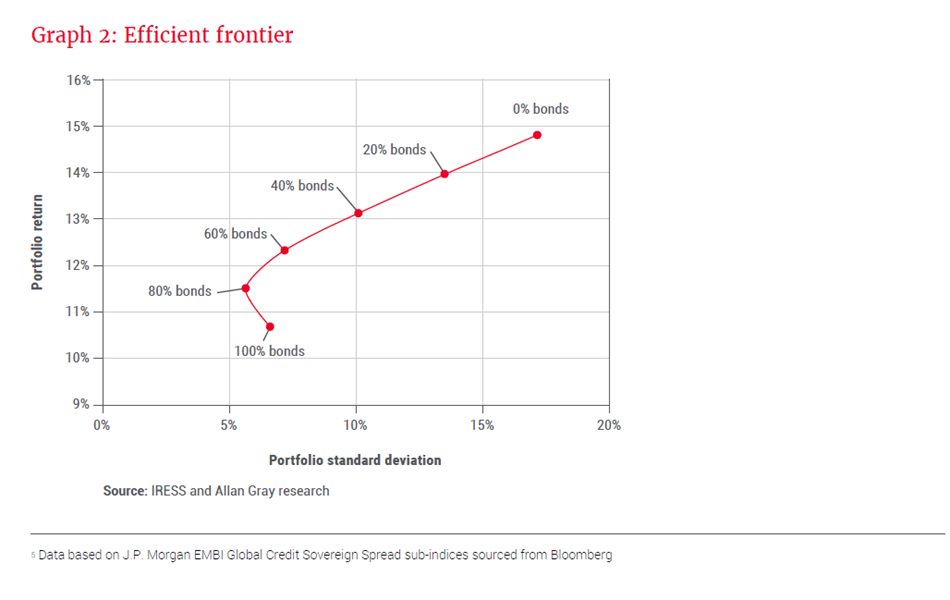 Graph 2: Efficient frontier
16%
0% bonds
15%
20% bonds
14%
40% bonds
13%
60% bonds
12%
80% bonds
11%
100% bonds
10%
9%
Portfolio return
0% 5% 10% 15% 20%
Portfolio standard deviation
Source: IRESS and Allan Gray research
5 Data based on J.P. Morgan EMBI Global Credit Sovereign Spread sub-indices sourced from Bloomberg